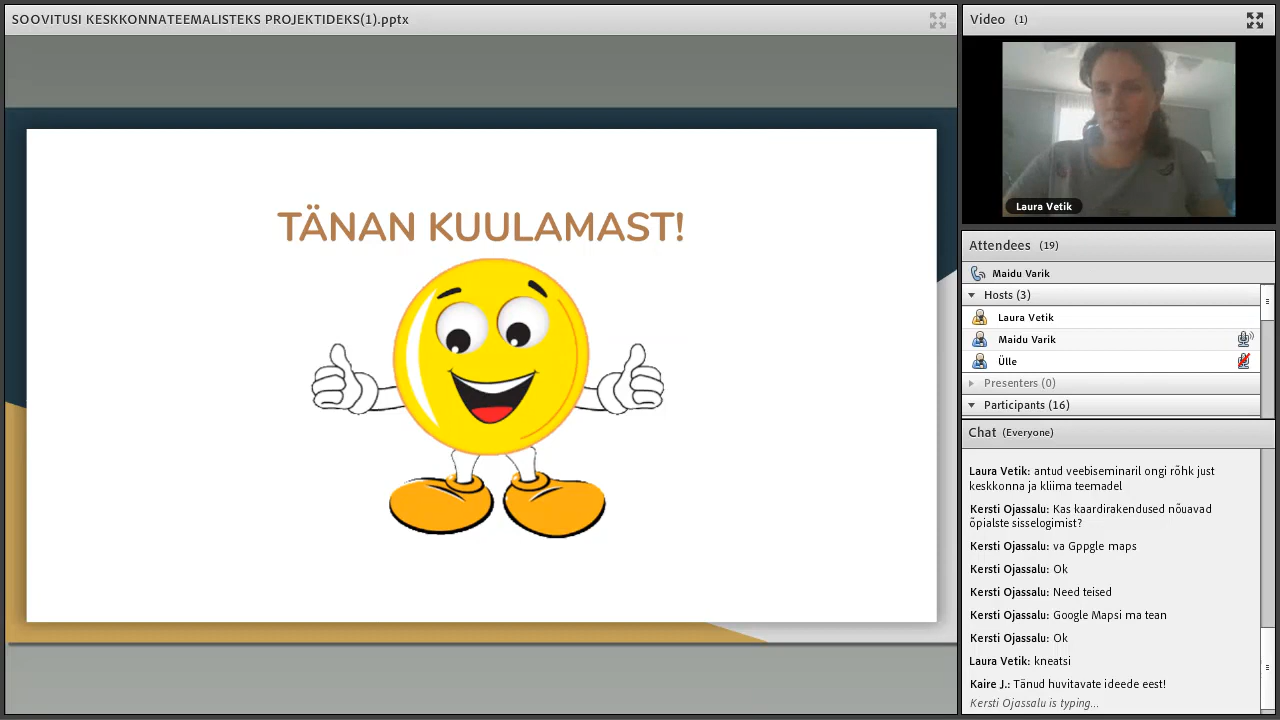 SOOVITUSI KESKKONNATEEMALISTEKS PROJEKTIDEKS(1).pptx
TÄNAN KUULAMAST!
Video (1)
Laura Vetik
Attendees (19)
Maidu Varik
Hosts (3)
Laura Vetik
Maidu Varik
Ülle
Presenters (0)
Participants (16)
Chat (Everyone)
Laura Vetik: antud veebiseminaril ongi rõhk just
keskkonna ja kliima teemadel
Kersti Ojassalu: Kas kaardirakendused nõuavad
õpialste sisselogimist?
Kersti Ojassalu: va Gppgle maps
Kersti Ojassalu: Ok
Kersti Ojassalu: Need teised
Kersti Ojassalu: Google Mapsi ma tean
Kersti Ojassalu: Ok
Laura Vetik: kneatsi
Kaire J.: Tänud huvitavate ideede eest!
Kersti Ojassalu is typing...